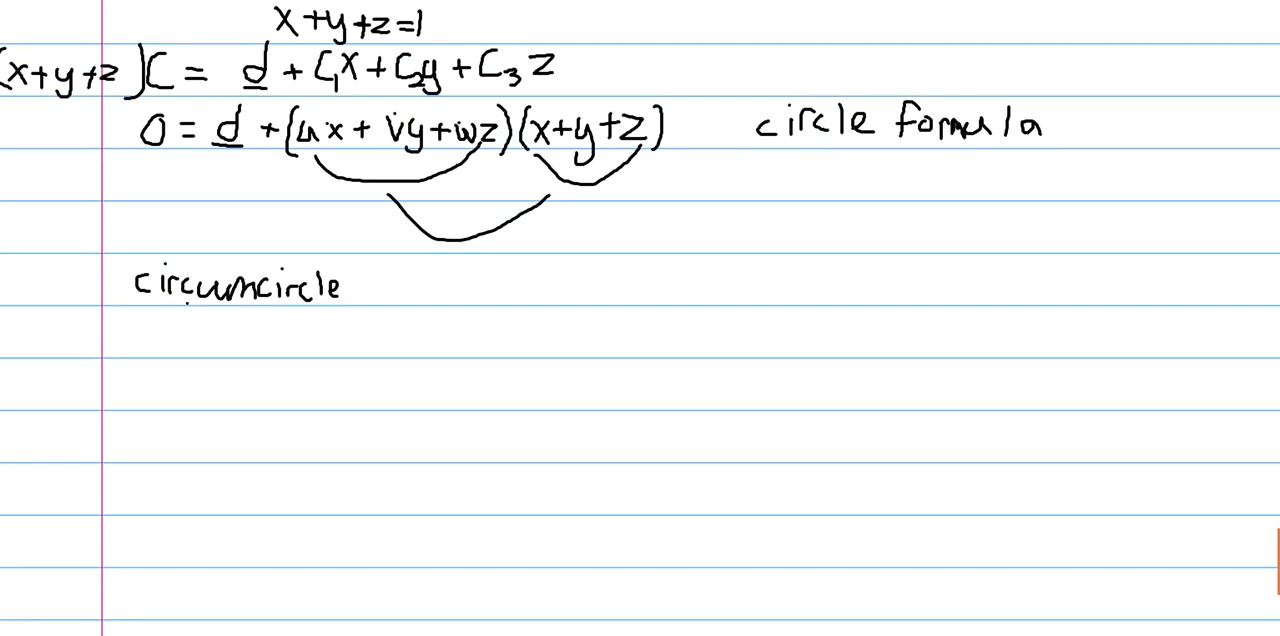 x+y+z=1
(x+y+z)C = d + C₁x + C₂y + C₃z
0 = d + (ux + vy + wz)(x+y+z) circle formula
circumcircle